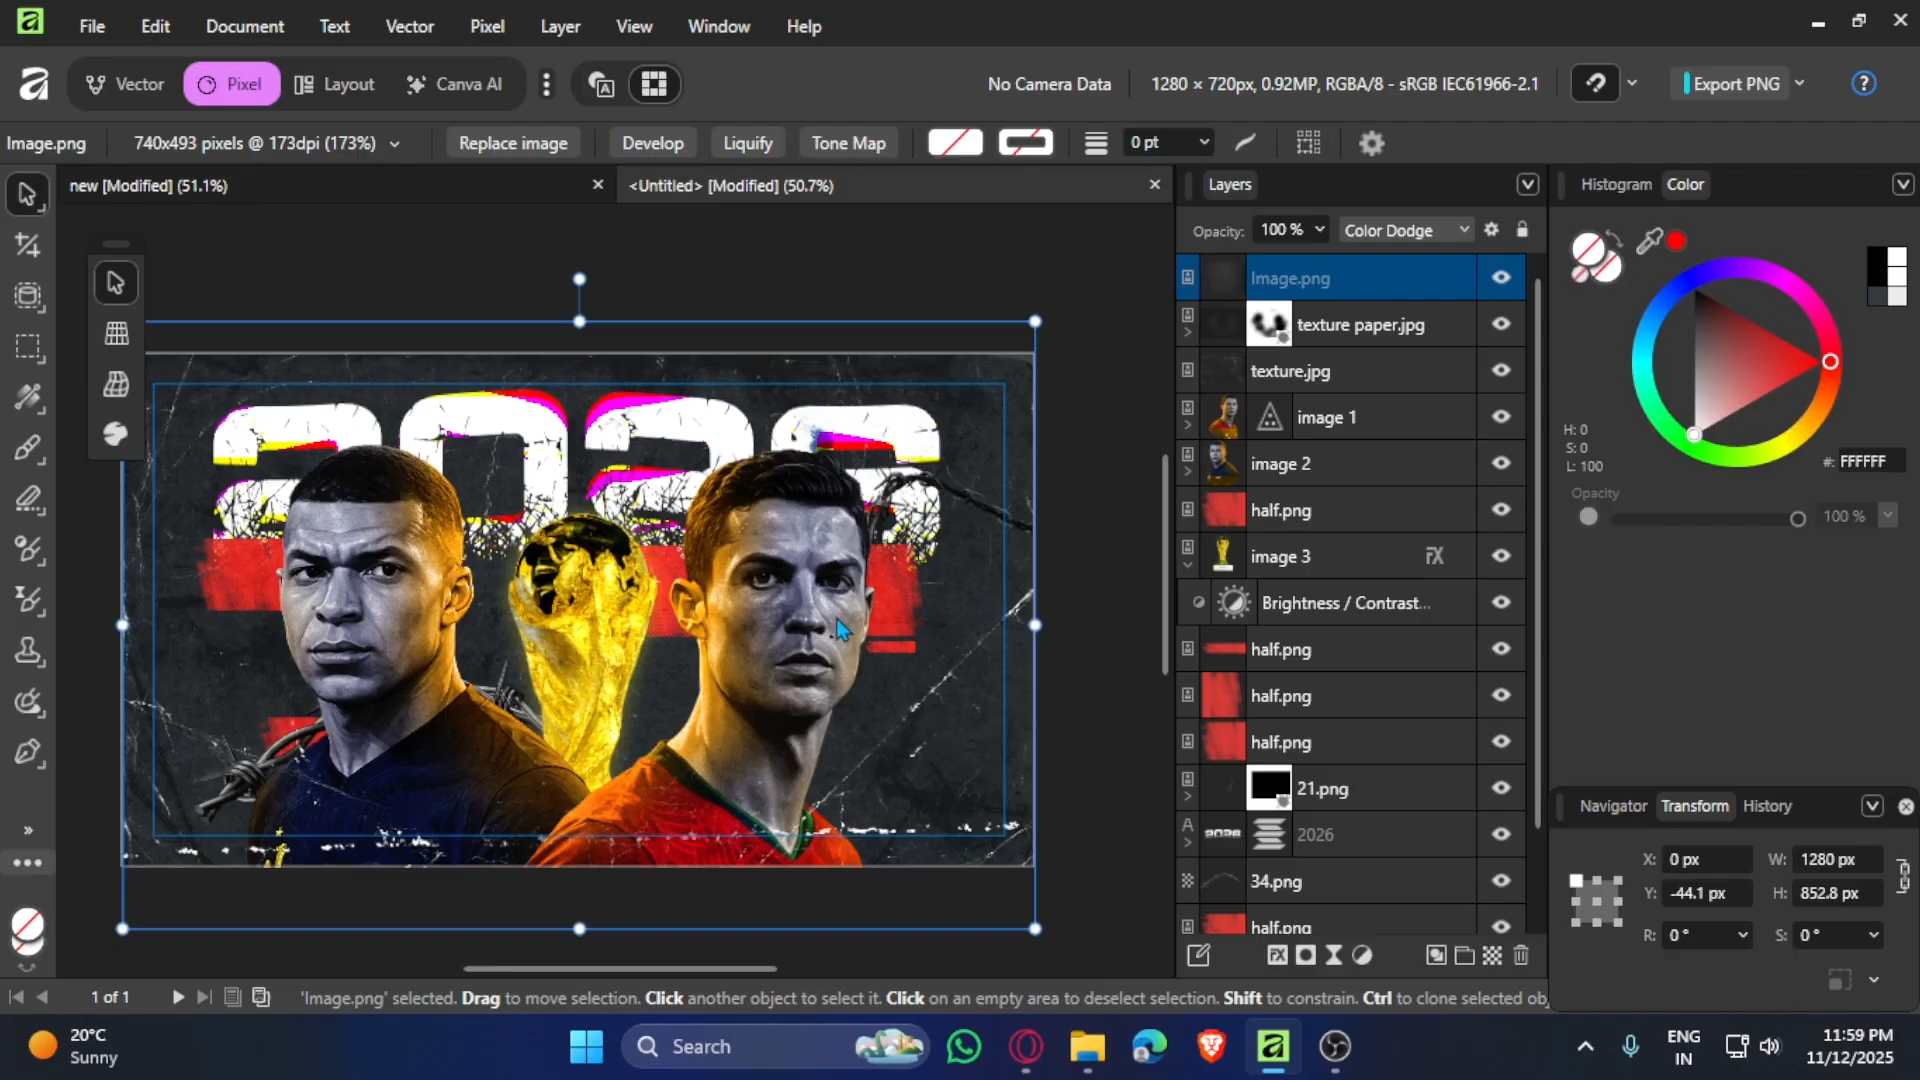 File Edit Document Text Vector Pixel Layer View Window Help
Vector Pixel Layout Canva AI No Camera Data 1280 × 720px, 0.92MP, RGBA/8 - sRGB IEC61966-2.1 Export PNG ?
Image.png 740x493 pixels @ 173dpi (173%) Replace image Develop Liquify Tone Map 0 pt
new [Modified] (51.1%) <Untitled> [Modified] (50.7%) Layers Histogram Color
Opacity: 100 % Color Dodge
Image.png
texture paper.jpg
texture.jpg
image 1
image 2
half.png
image 3 FX
Brightness / Contrast...
half.png
half.png
half.png
21.png
A 2026 2026
34.png
half.png
FX
2026
H: 0
S: 0
L: 100
#: FFFFFF
Opacity
100 %
Navigator Transform History
X: 0 px W: 1280 px
Y: -44.1 px H: 852.8 px
R: 0 ° S: 0 °
1 of 1 'Image.png' selected. Drag to move selection. Click another object to select it. Click on an empty area to deselect selection. Shift to constrain. Ctrl to clone selected obj
20°C
Sunny
Search
ENG
IN
11:59 PM
11/12/2025